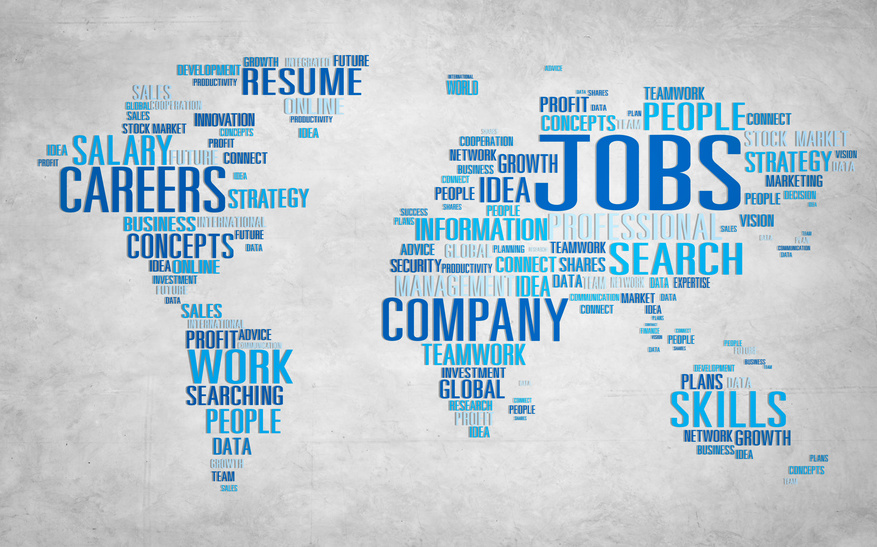 GROWTH INTEGRATED FUTURE
DEVELOPMENT
PRODUCTIVITY
RESUME
SALES
ONLINE
GLOBAL COOPERATION
PRODUCTIVITY
SALES
INNOVATION
STOCK MARKET
CONCEPTS
IDEA
PROFIT
IDEA
SALARY
FUTURE
CONNECT
PROFIT
CAREERS
IDEA
STRATEGY
BUSINESS INTERNATIONAL
CONCEPTS
FUTURE
DATA
IDEA ONLINE
INVESTMENT
FUTURE
DATA
SALES
INTERNATIONAL
PROFIT ADVICE
COMMUNICATION
WORK
SEARCHING
PEOPLE
DATA
GROWTH
TEAM
SALES
INTERNATIONAL
WORLD
ADVICE
DATA SHARES
TEAMWORK
PROFIT DATA
PLAN
PEOPLE
CONNECT
CONCEPTS TEAM
COOPERATION
JOBS
STOCK MARKET
NETWORK
GROWTH
STRATEGY
VISION
DATA
BUSINESS
CONNECT
IDEA
MARKETING
PEOPLE
PEOPLE
DECISION
SHARES
SUCCESS
PEOPLE
PLANS
INFORMATION
PROFESSIONAL
SALES
VISION
ADVICE
GLOBAL
PLANNING
TEAMWORK
SEARCH
TEAM
COMMUNICATION
DATA
DATA
SECURITY PRODUCTIVITY
CONNECT
SHARES
MANAGEMENT
IDEA
DATA TEAM
NETWORK
DATA
EXPERTISE
COMPANY
COMMUNICATION
MARKET
DATA
CONNECT
IDEA
PLANS
FINANCE
CONNECT
VISION
PEOPLE
DATA
SHARES
TEAMWORK
INVESTMENT
GLOBAL
DATA
RESEARCH
CONNECT
PEOPLE
PROFIT
SHARES
IDEA
PEOPLE
FUTURE
BUSINESS
DEVELOPMENT
TEAM
PLANS
DATA
SKILLS
NETWORK GROWTH
BUSINESS IDEA
PLANS
CONCEPTS
TEAM